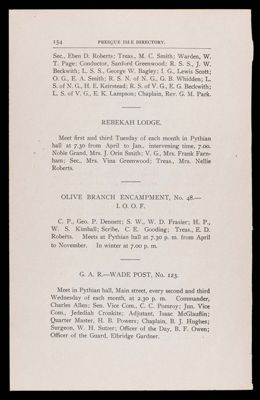 154 PRESQUE ISLE DIRECTORY.
Sec., Eben D. Roberts; Treas., M. C. Smith; Warden, W.
T. Page; Conductor, Sanford Greenwood; R. S. S., J. W.
Beckwith; L. S. S., George W. Bagley; I. G., Lewis Scott;
O. G., E. A. Smith; R. S. N. of N. G., G. B. Whidden; L.
S. of N. G., H. E. Keirstead; R. S. of V. G., E. G. Beckwith;
L. S. of V. G., E. K. Lampson; Chaplain, Rev. G. M. Park.
REBEKAH LODGE.
Meet first and third Tuesday of each month in Pythian
hall at 7.30 from April to Jan., intervening time, 7.00.
Noble Grand, Mrs. J. Orin Smith; V. G., Mrs. Frank Farn-
ham; Sec., Mrs. Vina Greenwood; Treas., Mrs. Nellie
Roberts.
OLIVE BRANCH ENCAMPMENT, No. 48.—
I. O. O. F.
C. P., Geo. P. Dennett; S. W., W. D. Frasier; H. P.,
W. S. Kimball; Scribe, C. E. Gooding; Treas., E. D.
Roberts. Meets at Pythian hall at 7.30 p. m. from April
to November. In winter at 7.00 p. m.
G. A. R.—WADE POST, No. 123.
Meet in Pythian hall, Main street, every second and third
Wednesday of each month, at 2.30 p. m. Commander,
Charles Allen; Sen. Vice Com., C. C. Pomroy; Jun. Vice
Com., Jedediah Cronkite; Adjutant, Isaac McGlauflin;
Quarter Master, H. B. Powers; Chaplain, B. J. Hughes;
Surgeon, W. H. Sutter; Officer of the Day, B. F. Owen;
Officer of the Guard, Elbridge Gardner.